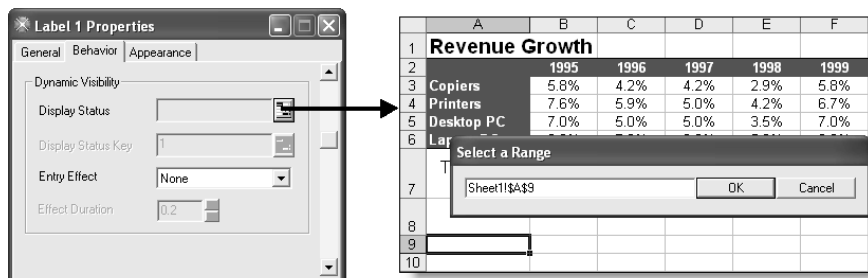 Label 1 Properties
General Behavior Appearance
Dynamic Visibility
Display Status
Display Status Key 1
Entry Effect None
Effect Duration 0.2
A B C D E F
1 Revenue Growth
2 1995 1996 1997 1998 1999
3 Copiers 5.8% 4.2% 4.2% 2.9% 5.8%
4 Printers 7.6% 5.9% 5.0% 4.2% 6.7%
5 Desktop PC 7.0% 5.0% 5.0% 3.5% 7.0%
6
Select a Range
7 Sheet1!$A$9 OK Cancel
8
9
10